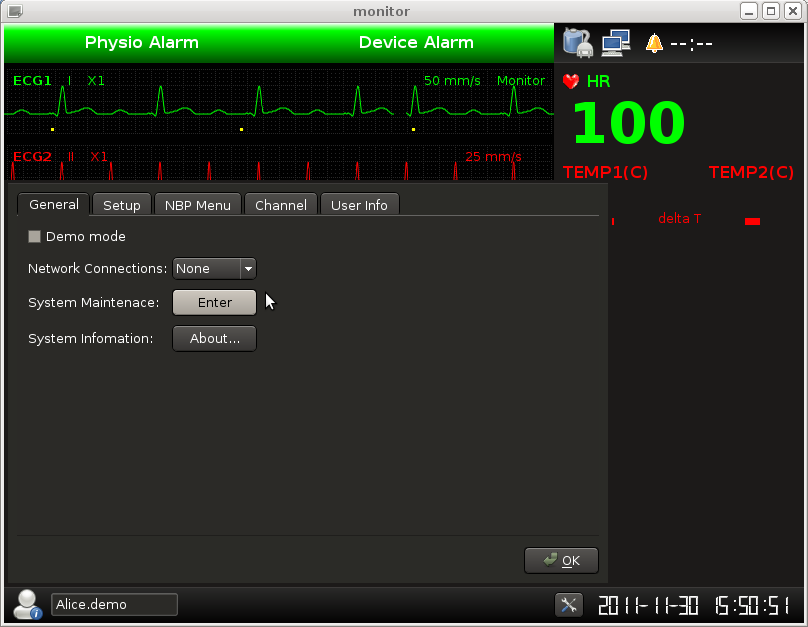 monitor
Physio Alarm Device Alarm --:--
ECG1 I X1 50 mm/s Monitor
HR
100
ECG2 II X1 25 mm/s
TEMP1(C) TEMP2(C)
delta T
General Setup NBP Menu Channel User Info
Demo mode
Network Connections: None
System Maintenace: Enter
System Infomation: About...
OK
Alice.demo
2011-11-30 15:50:51